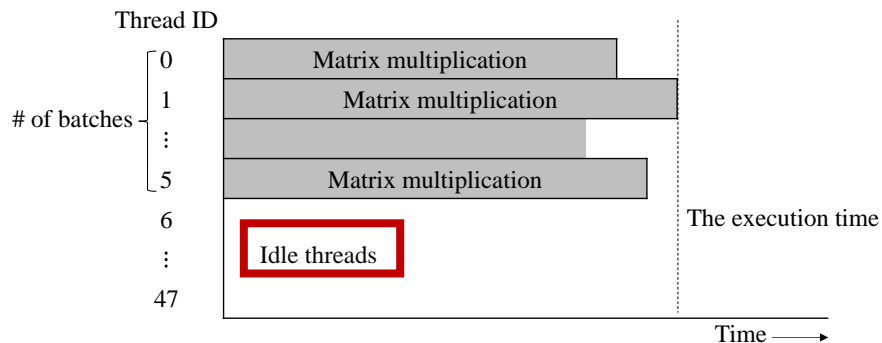 Thread ID
0 Matrix multiplication
1 Matrix multiplication
# of batches
⋮
5 Matrix multiplication
6
The execution time
Idle threads
⋮
47
Time